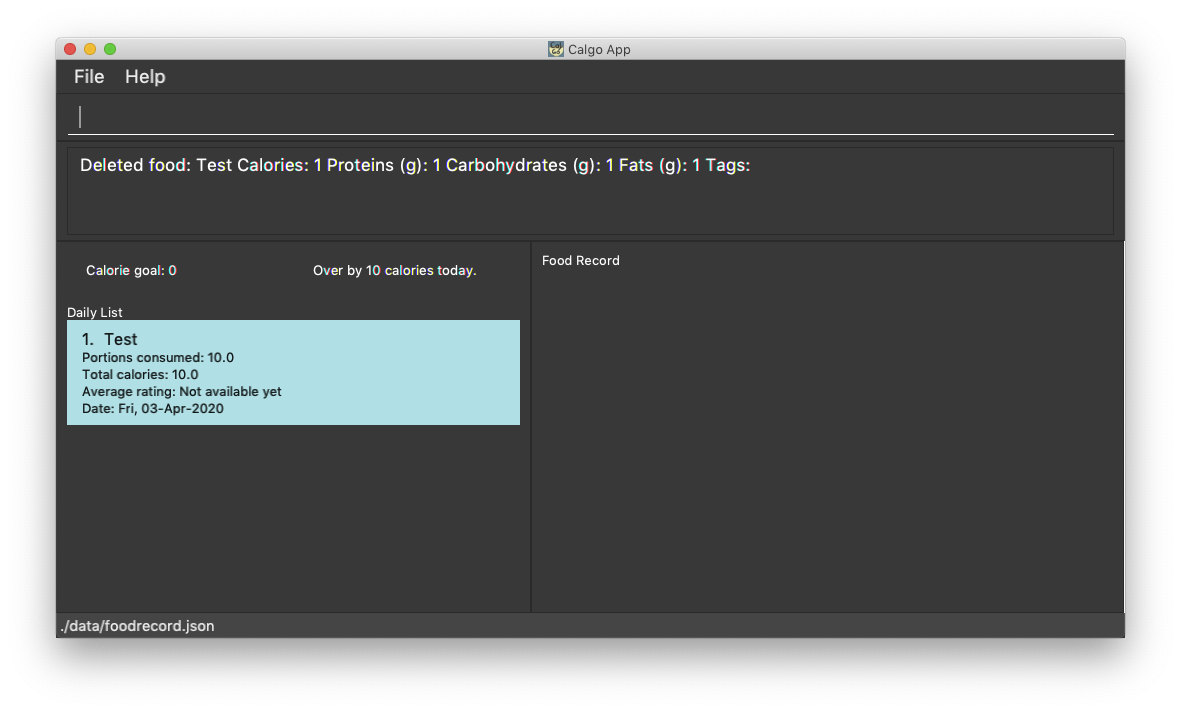 Calgo App
File Help
Deleted food: Test Calories: 1 Proteins (g): 1 Carbohydrates (g): 1 Fats (g): 1 Tags:
Calorie goal: 0
Over by 10 calories today.
Daily List
1. Test
Portions consumed: 10.0
Total calories: 10.0
Average rating: Not available yet
Date: Fri, 03-Apr-2020
Food Record
./data/foodrecord.json